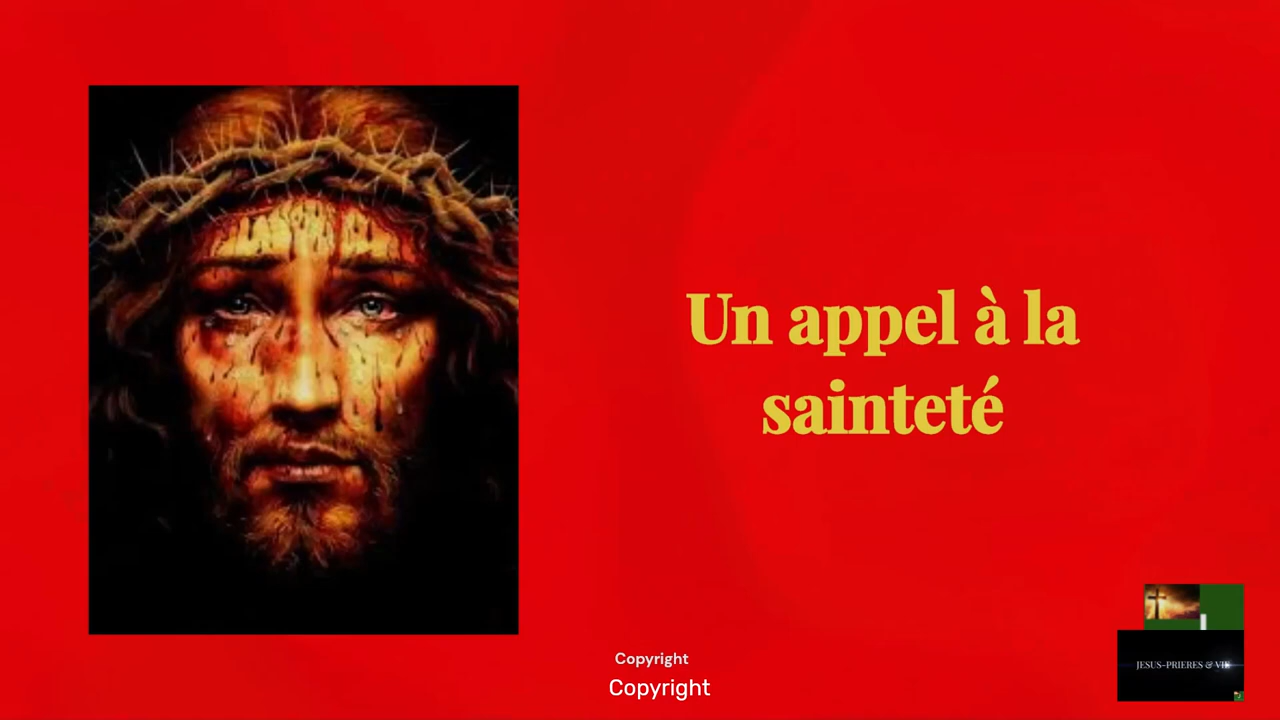 Un appel à la
sainteté
Copyright
Copyright
JESUS-PRIERES & VIE